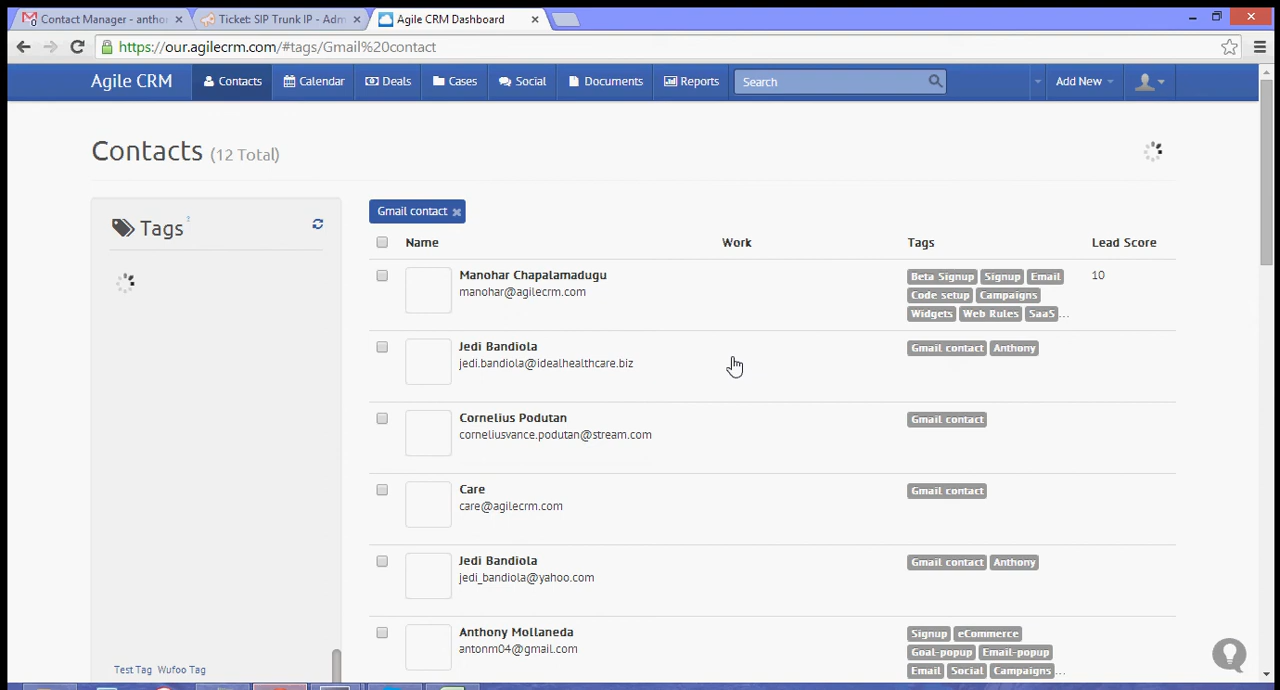 Contact Manager - antho
Ticket: SIP Trunk IP - Adm
Agile CRM Dashboard
https://our.agilecrm.com/#tags/Gmail%20contact
Agile CRM
Contacts
Calendar
Deals
Cases
Social
Documents
Reports
Search
Add New
Contacts (12 Total)
Tags
Gmail contact
Name
Work
Tags
Lead Score
Manohar Chapalamadugu
manohar@agilecrm.com
Beta Signup Signup Email
Code setup Campaigns
Widgets Web Rules SaaS...
10
Jedi Bandiola
jedi.bandiola@idealhealthcare.biz
Gmail contact Anthony
Cornelius Podutan
corneliusvance.podutan@stream.com
Gmail contact
Care
care@agilecrm.com
Gmail contact
Jedi Bandiola
jedi_bandiola@yahoo.com
Gmail contact Anthony
Anthony Mollaneda
antonm04@gmail.com
Signup eCommerce
Goal-popup Email-popup
Email Social Campaigns...
Test Tag Wufoo Tag